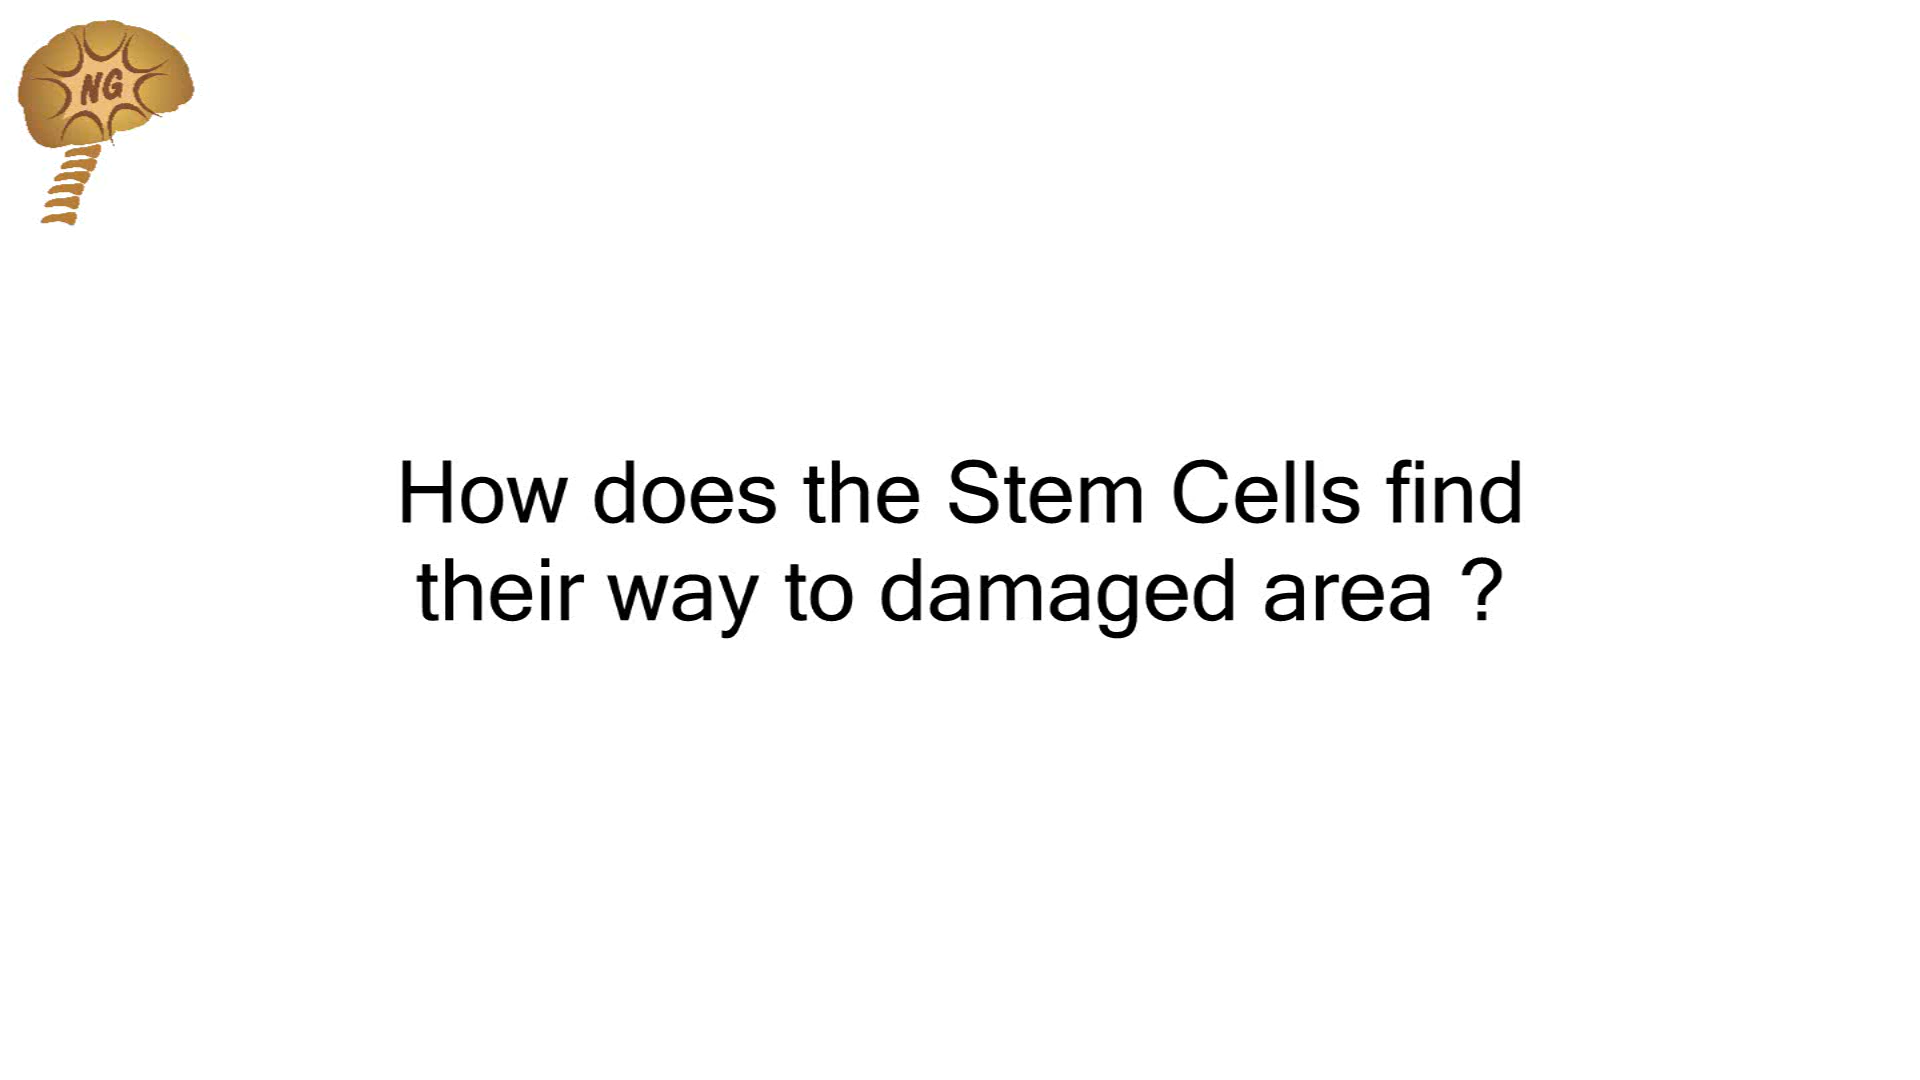 NG
How does the Stem Cells find
their way to damaged area ?